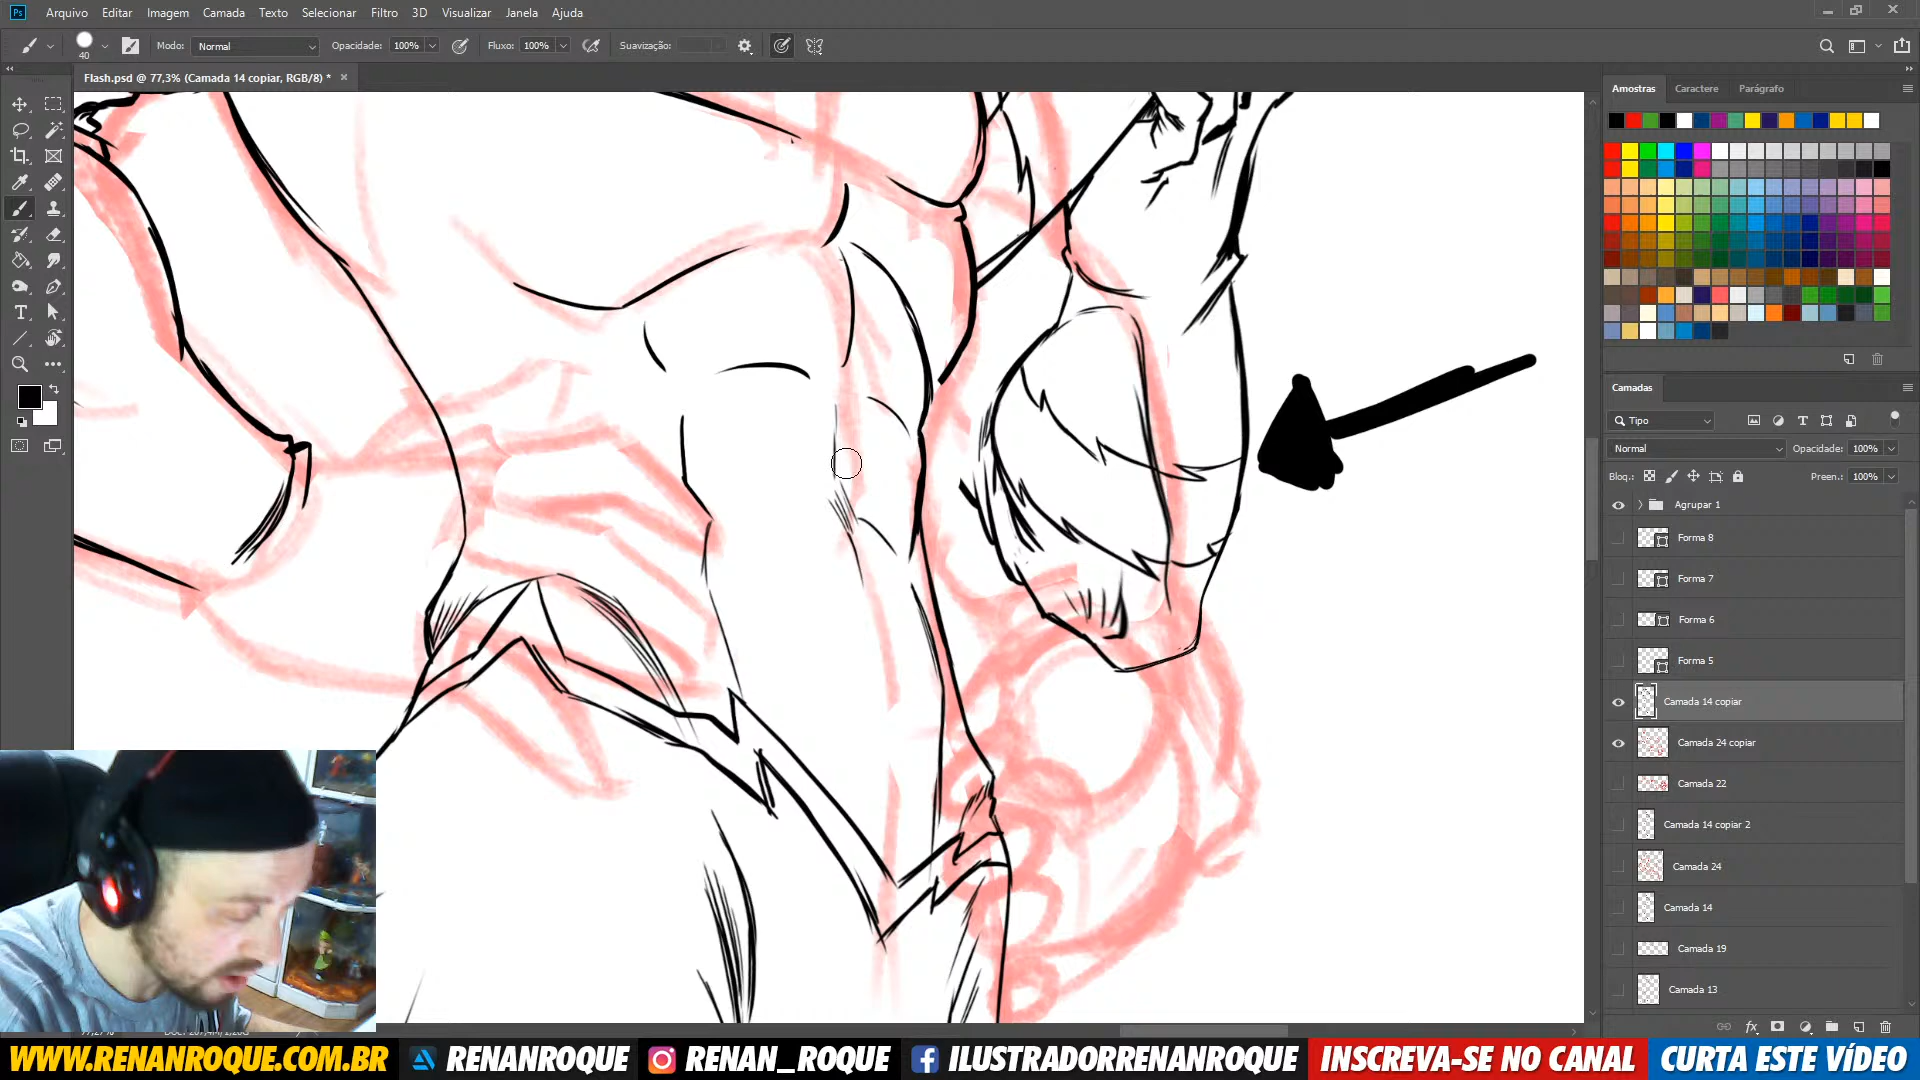 Ps Arquivo Editar Imagem Camada Texto Selecionar Filtro 3D Visualizar Janela Ajuda
40 Modo: Normal Opacidade: 100% Fluxo: 100% Suavização:
Flash.psd @ 77,3% (Camada 14 copiar, RGB/8) *
Amostras Caractere Parágrafo
Camadas
Tipo
Normal Opacidade: 100%
Bloq.: Preen.: 100%
Agrupar 1
Forma 8
Forma 7
Forma 6
Forma 5
Camada 14 copiar
Camada 24 copiar
Camada 22
Camada 14 copiar 2
Camada 24
Camada 14
Camada 19
Camada 13
WWW.RENANROQUE.COM.BR RENANROQUE RENAN_ROQUE ILUSTRADORRENANROQUE INSCREVA-SE NO CANAL CURTA ESTE VÍDEO